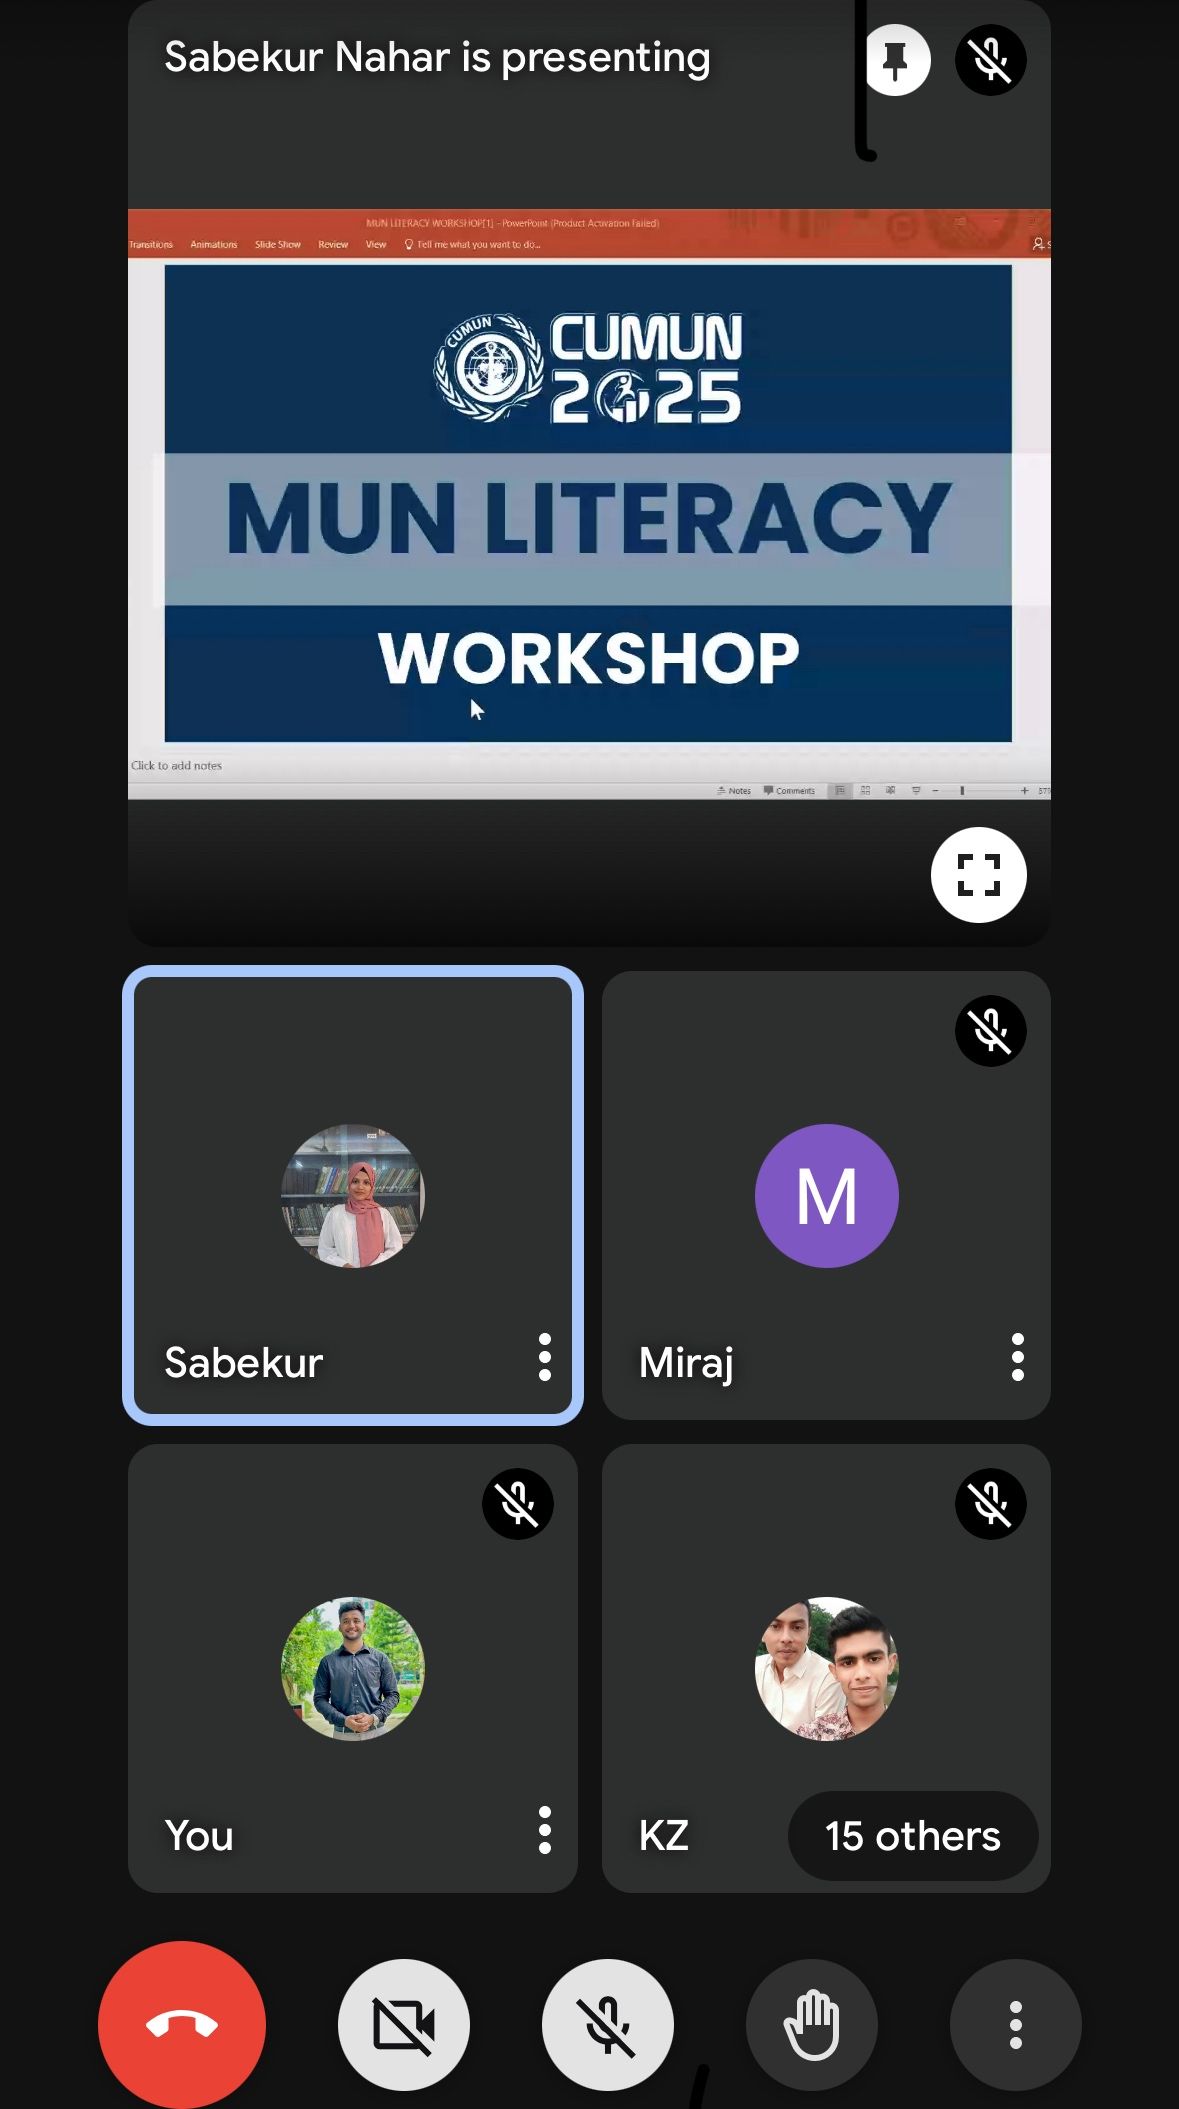 Sabekur Nahar is presenting
MUN LITERACY WORKSHOP[1] - PowerPoint (Product Activation Failed)
Transitions Animations Slide Show Review View Tell me what you want to do...
CUMUN
CUMUN
2025
MUN LITERACY
WORKSHOP
Click to add notes
Notes Comments
M
Sabekur
Miraj
You
KZ
15 others